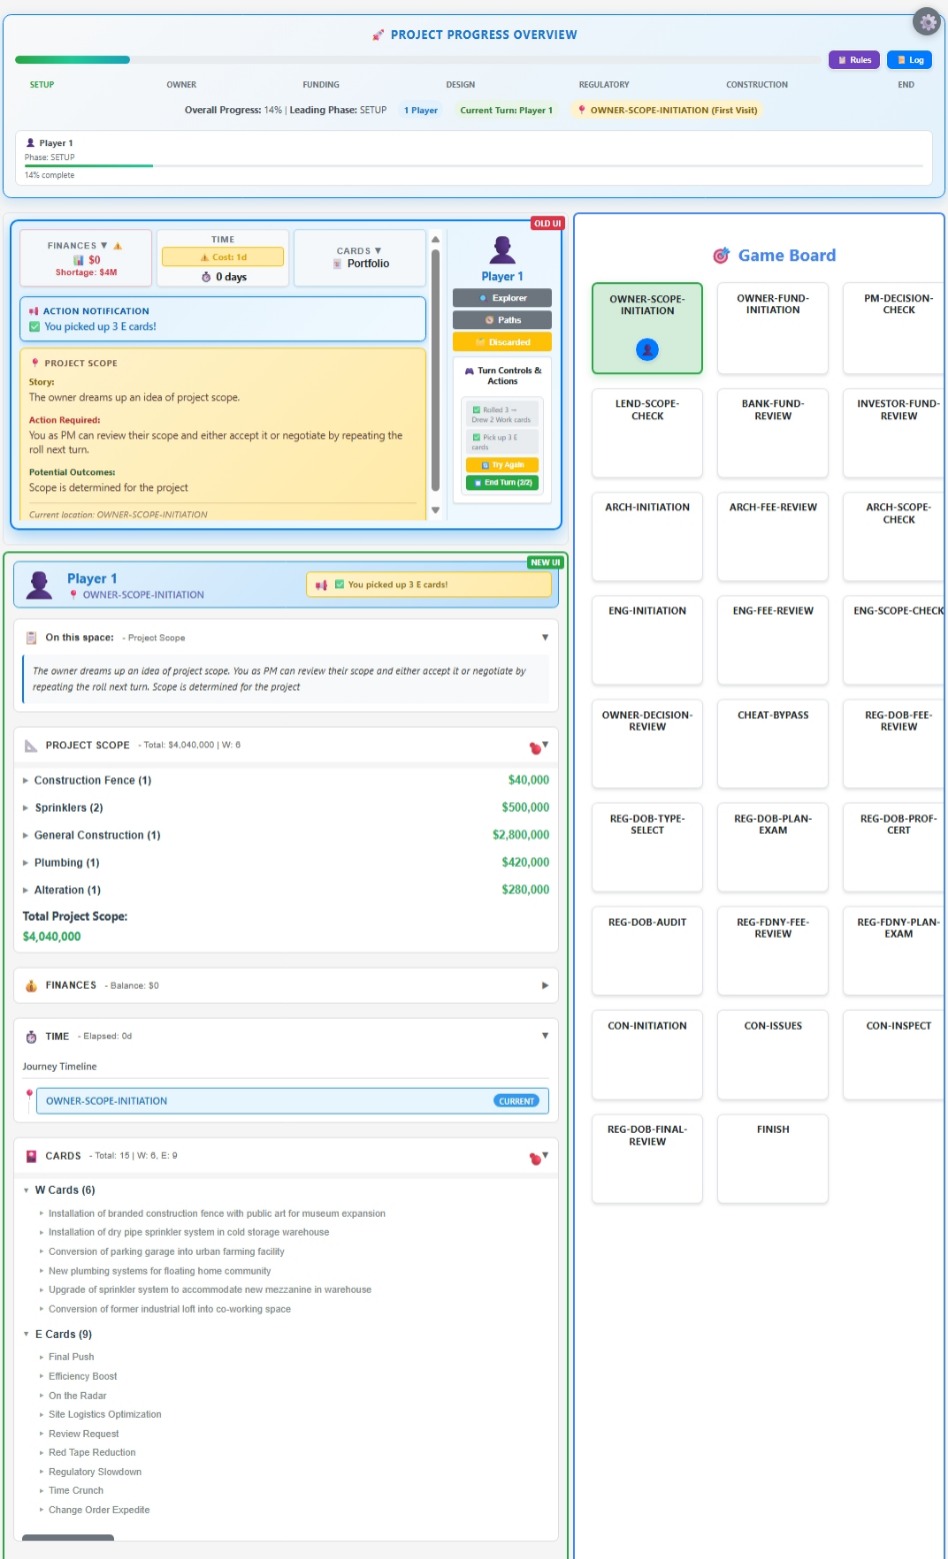 PROJECT PROGRESS OVERVIEW
Rules
Log
SETUP
OWNER
FUNDING
DESIGN
REGULATORY
CONSTRUCTION
END
Overall Progress: 14% | Leading Phase: SETUP
1 Player
Current Turn: Player 1
OWNER-SCOPE-INITIATION (First Visit)
Player 1
Phase: SETUP
14% complete
OLD UI
FINANCES ▼
$0
Shortage: $4M
TIME
Cost: 1d
0 days
CARDS ▼
Portfolio
ACTION NOTIFICATION
You picked up 3 E cards!
PROJECT SCOPE
Story:
The owner dreams up an idea of project scope.
Action Required:
You as PM can review their scope and either accept it or negotiate by repeating the
roll next turn.
Potential Outcomes:
Scope is determined for the project
Current location: OWNER-SCOPE-INITIATION
Player 1
Explorer
Paths
Discarded
Turn Controls &
Actions
Rolled 3 →
Drew 2 Work cards
Pick up 3 E
cards
Try Again
End Turn (2/2)
NEW UI
Player 1
OWNER-SCOPE-INITIATION
You picked up 3 E cards!
On this space: - Project Scope
The owner dreams up an idea of project scope. You as PM can review their scope and either accept it or negotiate by
repeating the roll next turn. Scope is determined for the project
PROJECT SCOPE - Total: $4,040,000 | W: 6
Construction Fence (1) $40,000
Sprinklers (2) $500,000
General Construction (1) $2,800,000
Plumbing (1) $420,000
Alteration (1) $280,000
Total Project Scope:
$4,040,000
FINANCES - Balance: $0
TIME - Elapsed: 0d
Journey Timeline
OWNER-SCOPE-INITIATION CURRENT
CARDS - Total: 15 | W: 6, E: 9
W Cards (6)
Installation of branded construction fence with public art for museum expansion
Installation of dry pipe sprinkler system in cold storage warehouse
Conversion of parking garage into urban farming facility
New plumbing systems for floating home community
Upgrade of sprinkler system to accommodate new mezzanine in warehouse
Conversion of former industrial loft into co-working space
E Cards (9)
Final Push
Efficiency Boost
On the Radar
Site Logistics Optimization
Review Request
Red Tape Reduction
Regulatory Slowdown
Time Crunch
Change Order Expedite
Game Board
OWNER-SCOPE-
INITIATION
OWNER-FUND-
INITIATION
PM-DECISION-
CHECK
LEND-SCOPE-
CHECK
BANK-FUND-
REVIEW
INVESTOR-FUND-
REVIEW
ARCH-INITIATION
ARCH-FEE-REVIEW
ARCH-SCOPE-
CHECK
ENG-INITIATION
ENG-FEE-REVIEW
ENG-SCOPE-CHECK
OWNER-DECISION-
REVIEW
CHEAT-BYPASS
REG-DOB-FEE-
REVIEW
REG-DOB-TYPE-
SELECT
REG-DOB-PLAN-
EXAM
REG-DOB-PROF-
CERT
REG-DOB-AUDIT
REG-FDNY-FEE-
REVIEW
REG-FDNY-PLAN-
EXAM
CON-INITIATION
CON-ISSUES
CON-INSPECT
REG-DOB-FINAL-
REVIEW
FINISH